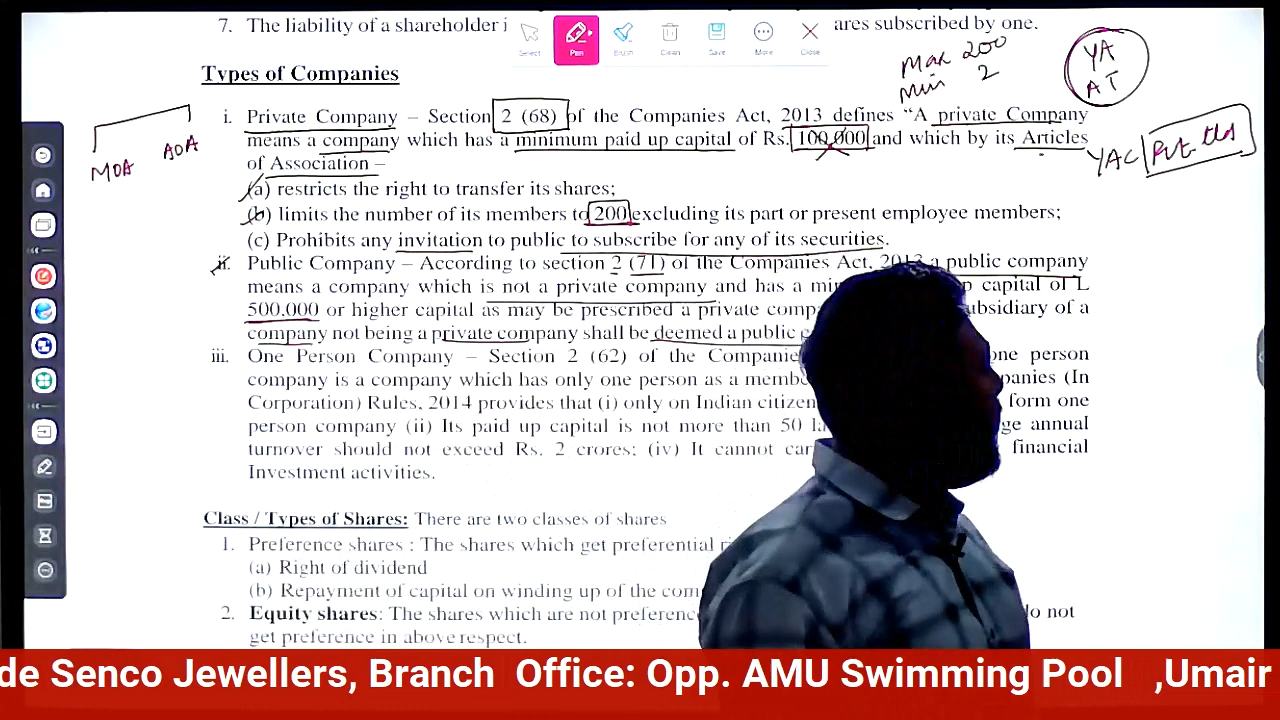 7. The liability of a shareholder i ares subscribed by one.
Select Pen Brush Clean Save More Close
Types of Companies
Max 200
Min 2
YA
AT
MOA AOA
YAC Pvt Ltd
i. Private Company – Section 2 (68) of the Companies Act, 2013 defines “A private Company
means a company which has a minimum paid up capital of Rs. 100,000 and which by its Articles
of Association –
(a) restricts the right to transfer its shares;
(b) limits the number of its members to 200 excluding its part or present employee members;
(c) Prohibits any invitation to public to subscribe for any of its securities.
ii. Public Company – According to section 2 (71) of the Companies Act, 2013 a public company
means a company which is not a private company and has a mi p capital of L
500.000 or higher capital as may be prescribed a private comp ubsidiary of a
company not being a private company shall be deemed a public
iii. One Person Company – Section 2 (62) of the Companie one person
company is a company which has only one person as a membe panies (In
Corporation) Rules, 2014 provides that (i) only on Indian citizen form one
person company (ii) Its paid up capital is not more than 50 la ge annual
turnover should not exceed Rs. 2 crores; (iv) It cannot car financial
Investment activities.
Class / Types of Shares: There are two classes of shares
1. Preference shares : The shares which get preferential ri
(a) Right of dividend
(b) Repayment of capital on winding up of the com
2. Equity shares: The shares which are not preferenc do not
get preference in above respect.
de Senco Jewellers, Branch Office: Opp. AMU Swimming Pool ,Umair